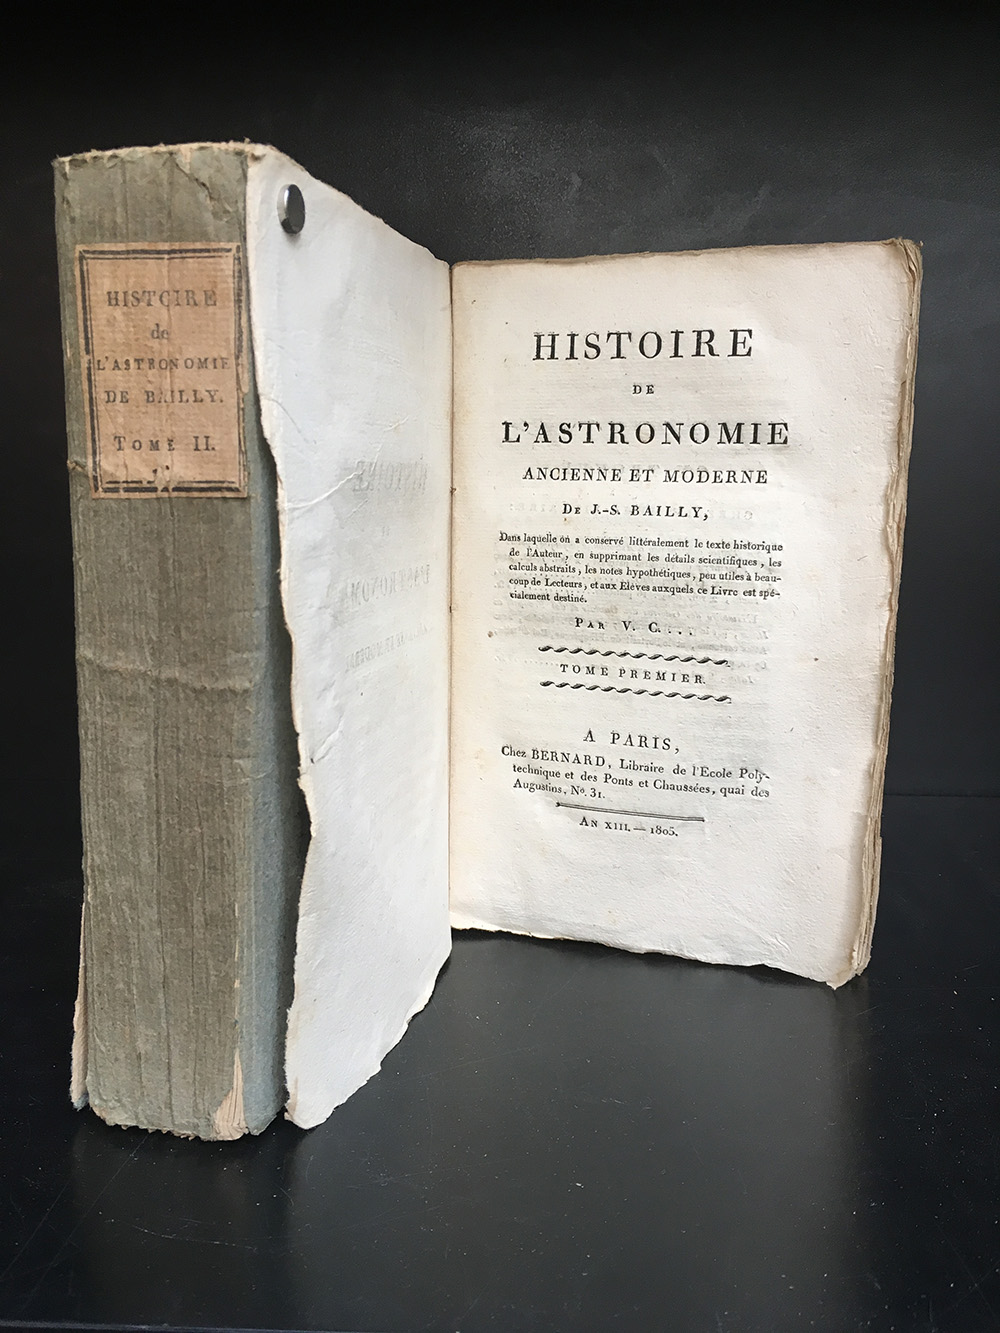 HISTOIRE
de
L'ASTRONOMIE
DE BAILLY.
TOME II.
HISTOIRE
DE
L'ASTRONOMIE
ANCIENNE ET MODERNE
DE J.-S. BAILLY,
Dans laquelle on a conservé littéralement le texte historique
de l'Auteur, en supprimant les détails scientifiques, les
calculs abstraits, les notes hypothétiques, peu utiles à beau-
coup de Lecteurs, et aux Elèves auxquels ce Livre est spé-
cialement destiné.
PAR V. C....
TOME PREMIER.
A PARIS,
Chez BERNARD, Libraire de l'Ecole Poly-
technique et des Ponts et Chaussées, quai des
Augustins, No. 31.
AN XIII. — 1805.